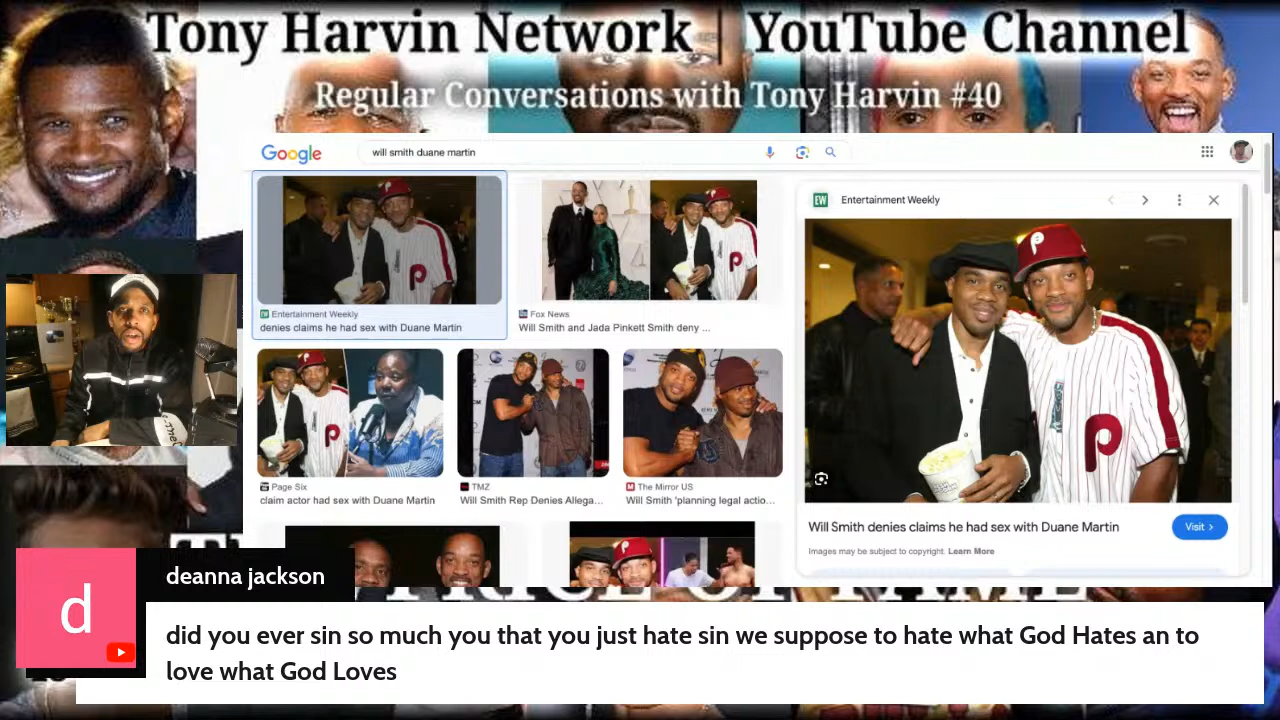 Tony Harvin Network | YouTube Channel
Regular Conversations with Tony Harvin #40
Google
will smith duane martin
EW Entertainment Weekly
denies claims he had sex with Duane Martin
Fox News
Will Smith and Jada Pinkett Smith deny ...
Page Six
claim actor had sex with Duane Martin
TMZ
Will Smith Rep Denies Allega...
The Mirror US
Will Smith 'planning legal actio...
EW Entertainment Weekly
P
P
Will Smith denies claims he had sex with Duane Martin
Visit >
Images may be subject to copyright. Learn More
PRICE OF FAME
d
deanna jackson
did you ever sin so much you that you just hate sin we suppose to hate what God Hates an to
love what God Loves